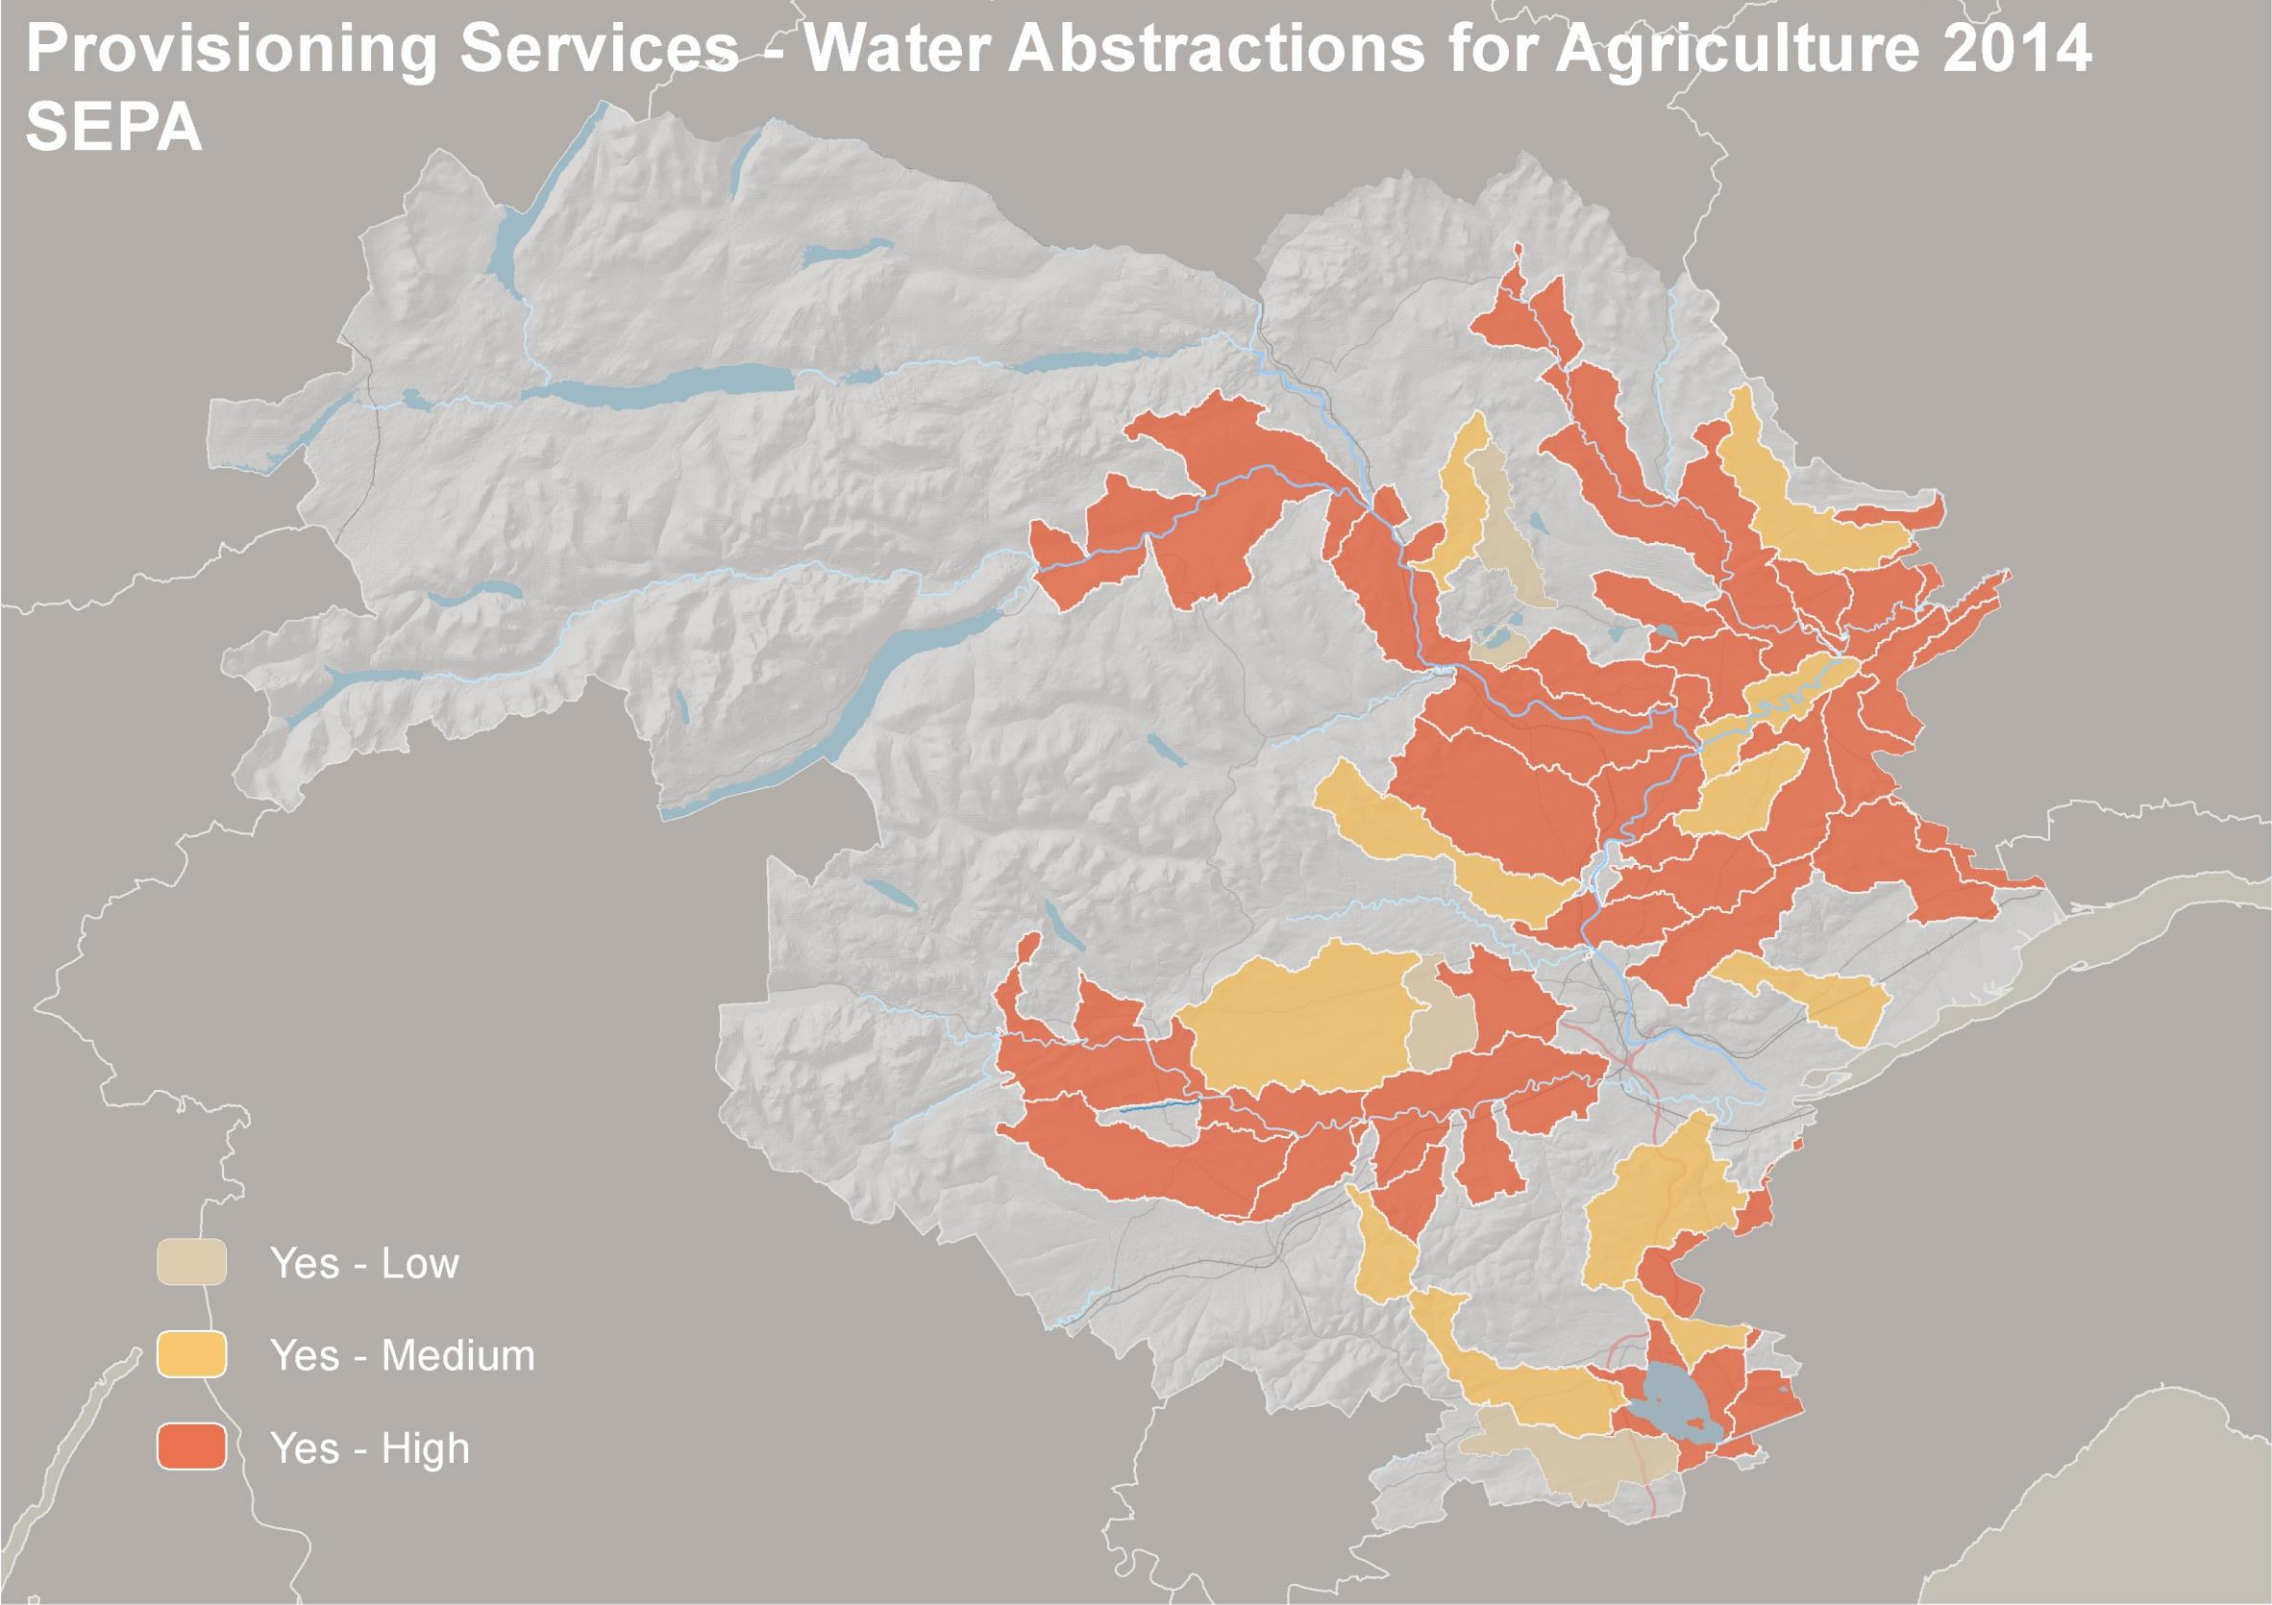 Provisioning Services - Water Abstractions for Agriculture 2014
SEPA
Yes - Low
Yes - Medium
Yes - High